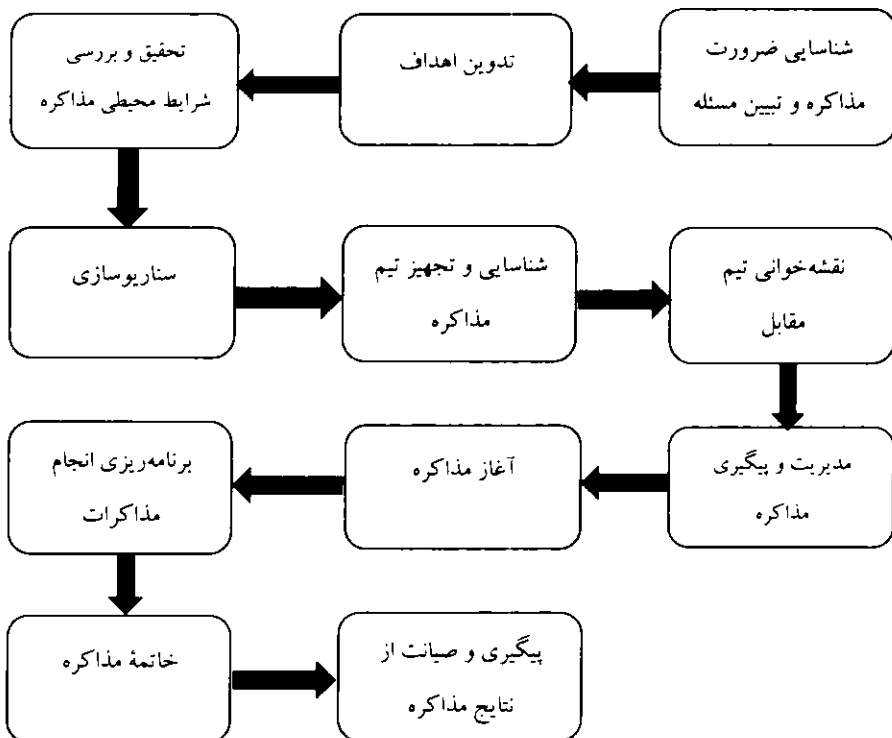 شناسایی ضرورت
مذاکره و تبیین مسئله
تدوین اهداف
تحقیق و بررسی
شرایط محیطی مذاکره
سناریوسازی
شناسایی و تجهیز تیم
مذاکره
نقشه‌خوانی تیم
مقابل
مدیریت و پیگیری
مذاکره
آغاز مذاکره
برنامه‌ریزی انجام
مذاکرات
خاتمهٔ مذاکره
پیگیری و صیانت از
نتایج مذاکره